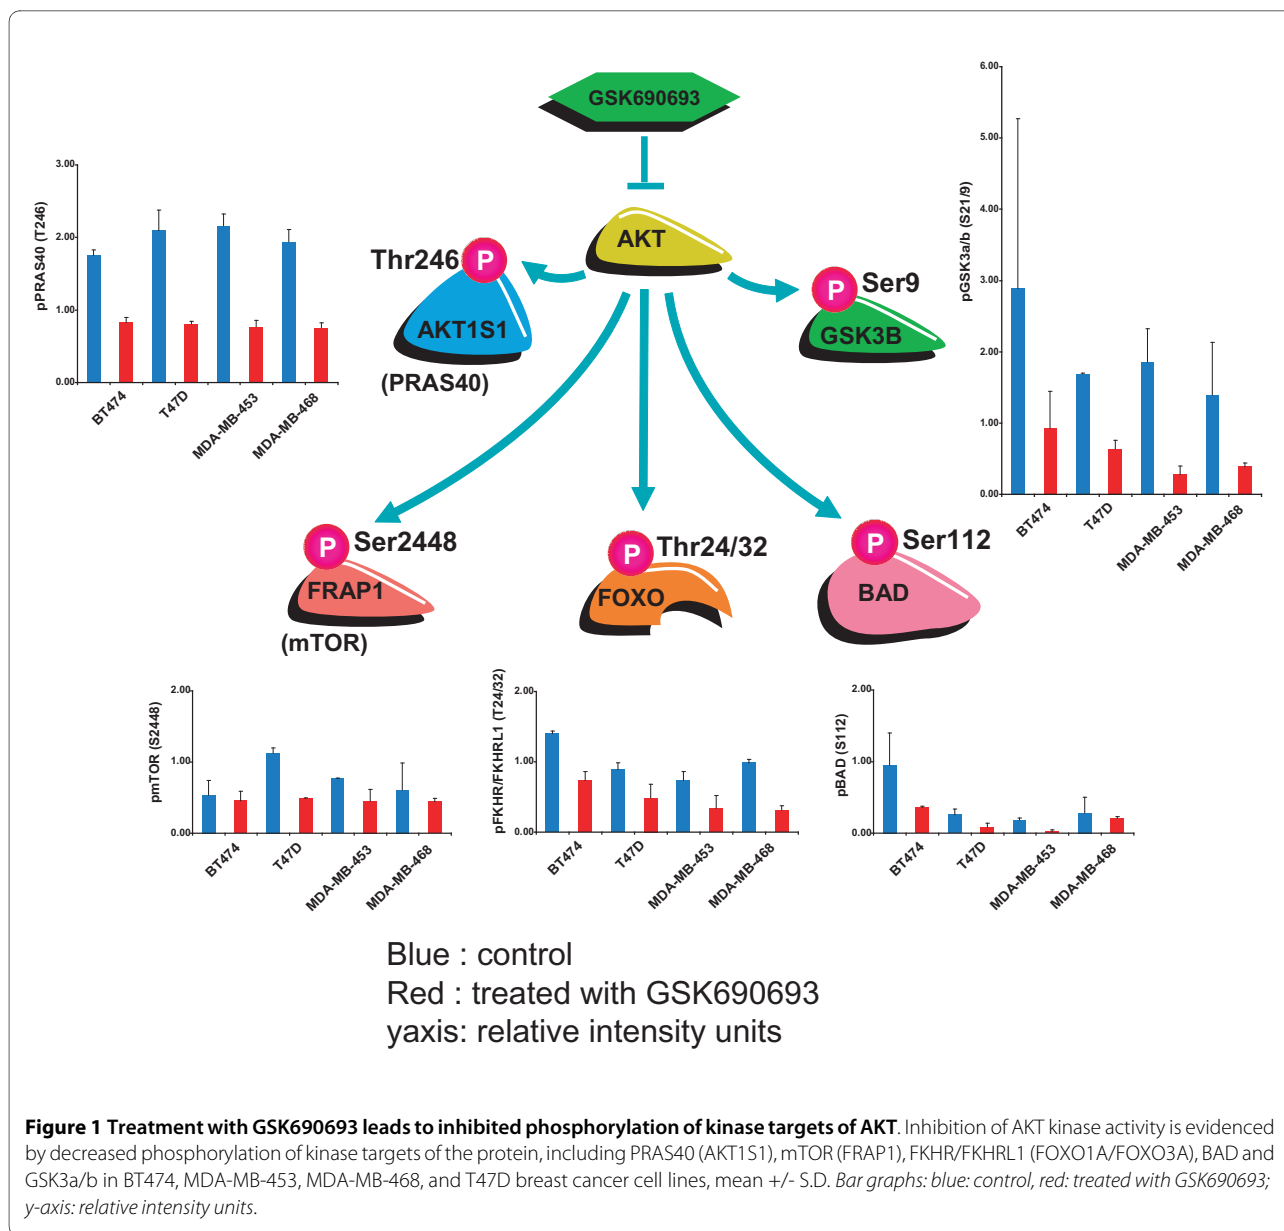 GSK690693
AKT
P
Thr246
AKT1S1
(PRAS40)
P
Ser9
GSK3B
P
Ser2448
FRAP1
(mTOR)
P
Thr24/32
FOXO
P
Ser112
BAD
pPRAS40 (T246)
3.00
2.00
1.00
0.00
BT474
T47D
MDA-MB-453
MDA-MB-468
pGSK3a/b (S21/9)
6.00
5.00
4.00
3.00
2.00
1.00
0.00
BT474
T47D
MDA-MB-453
MDA-MB-468
pmTOR (S2448)
2.00
1.00
0.00
BT474
T47D
MDA-MB-453
MDA-MB-468
pFKHR/FKHRL1 (T24/32)
2.00
1.00
0.00
BT474
T47D
MDA-MB-453
MDA-MB-468
pBAD (S112)
2.00
1.00
0.00
BT474
T47D
MDA-MB-453
MDA-MB-468
Blue : control
Red : treated with GSK690693
yaxis: relative intensity units
Figure 1 Treatment with GSK690693 leads to inhibited phosphorylation of kinase targets of AKT. Inhibition of AKT kinase activity is evidenced
by decreased phosphorylation of kinase targets of the protein, including PRAS40 (AKT1S1), mTOR (FRAP1), FKHR/FKHRL1 (FOXO1A/FOXO3A), BAD and
GSK3a/b in BT474, MDA-MB-453, MDA-MB-468, and T47D breast cancer cell lines, mean +/- S.D. Bar graphs: blue: control, red: treated with GSK690693;
y-axis: relative intensity units.